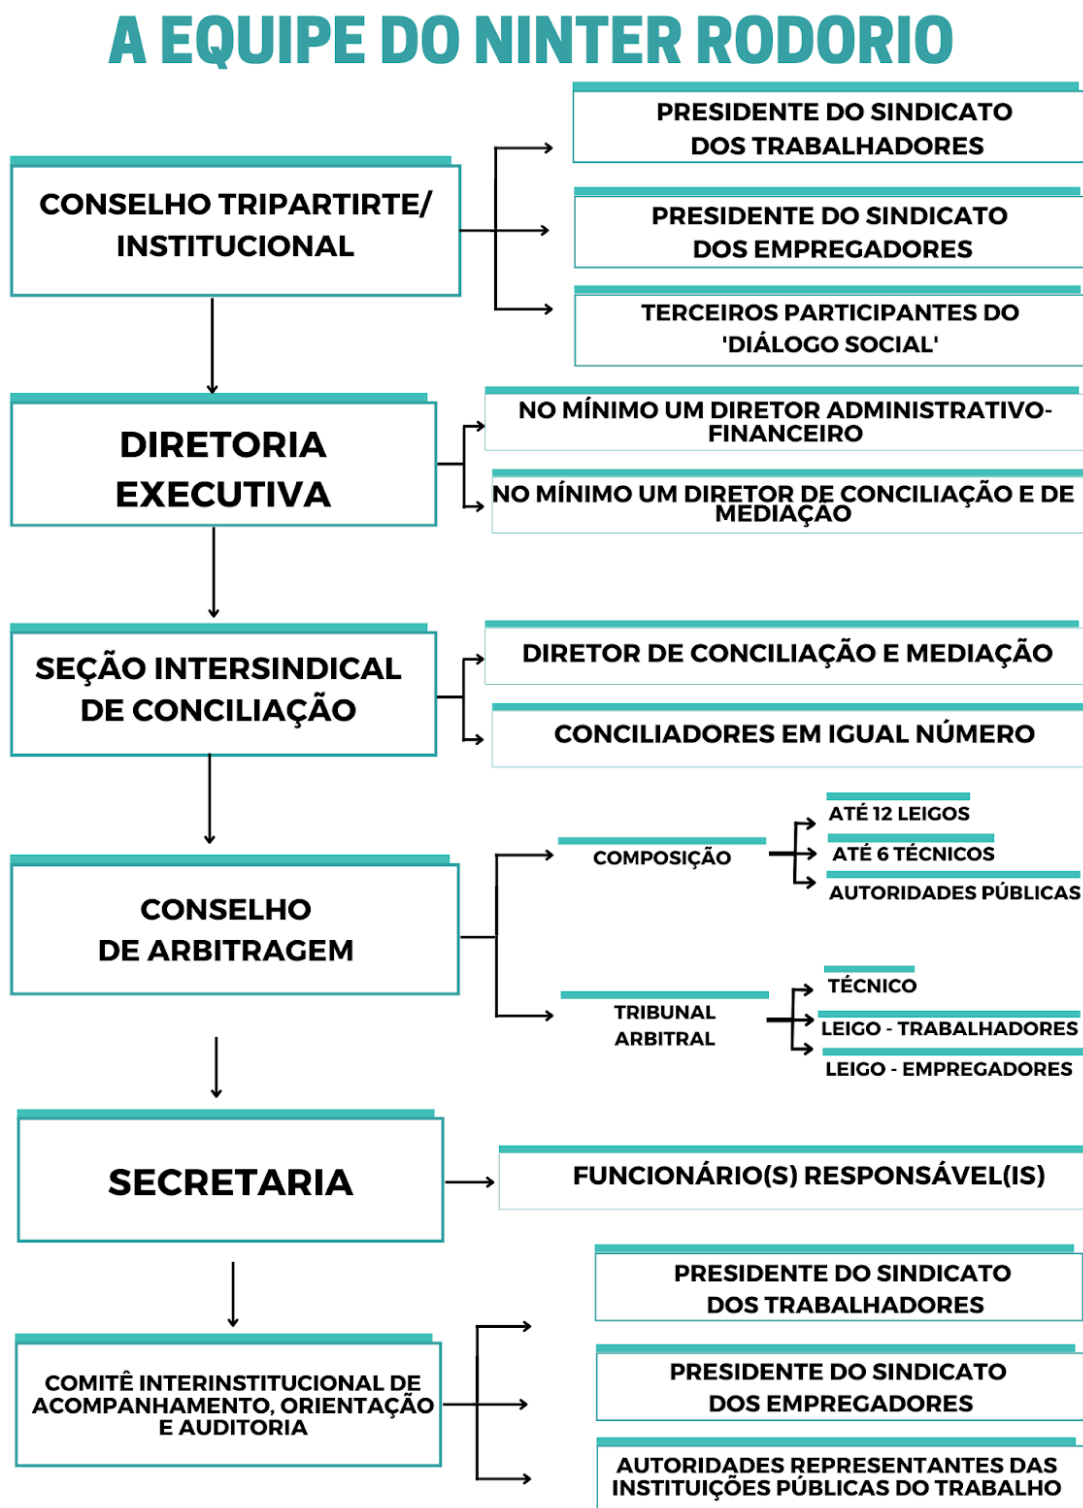 A EQUIPE DO NINTER RODORIO
CONSELHO TRIPARTIRTE/
INSTITUCIONAL
PRESIDENTE DO SINDICATO
DOS TRABALHADORES
PRESIDENTE DO SINDICATO
DOS EMPREGADORES
TERCEIROS PARTICIPANTES DO
'DIÁLOGO SOCIAL'
DIRETORIA
EXECUTIVA
NO MÍNIMO UM DIRETOR ADMINISTRATIVO-
FINANCEIRO
NO MÍNIMO UM DIRETOR DE CONCILIAÇÃO E DE
MEDIAÇÃO
SEÇÃO INTERSINDICAL
DE CONCILIAÇÃO
DIRETOR DE CONCILIAÇÃO E MEDIAÇÃO
CONCILIADORES EM IGUAL NÚMERO
CONSELHO
DE ARBITRAGEM
COMPOSIÇÃO
ATÉ 12 LEIGOS
ATÉ 6 TÉCNICOS
AUTORIDADES PÚBLICAS
TRIBUNAL
ARBITRAL
TÉCNICO
LEIGO - TRABALHADORES
LEIGO - EMPREGADORES
SECRETARIA
FUNCIONÁRIO(S) RESPONSÁVEL(IS)
COMITÊ INTERINSTITUCIONAL DE
ACOMPANHAMENTO, ORIENTAÇÃO
E AUDITORIA
PRESIDENTE DO SINDICATO
DOS TRABALHADORES
PRESIDENTE DO SINDICATO
DOS EMPREGADORES
AUTORIDADES REPRESENTANTES DAS
INSTITUIÇÕES PÚBLICAS DO TRABALHO